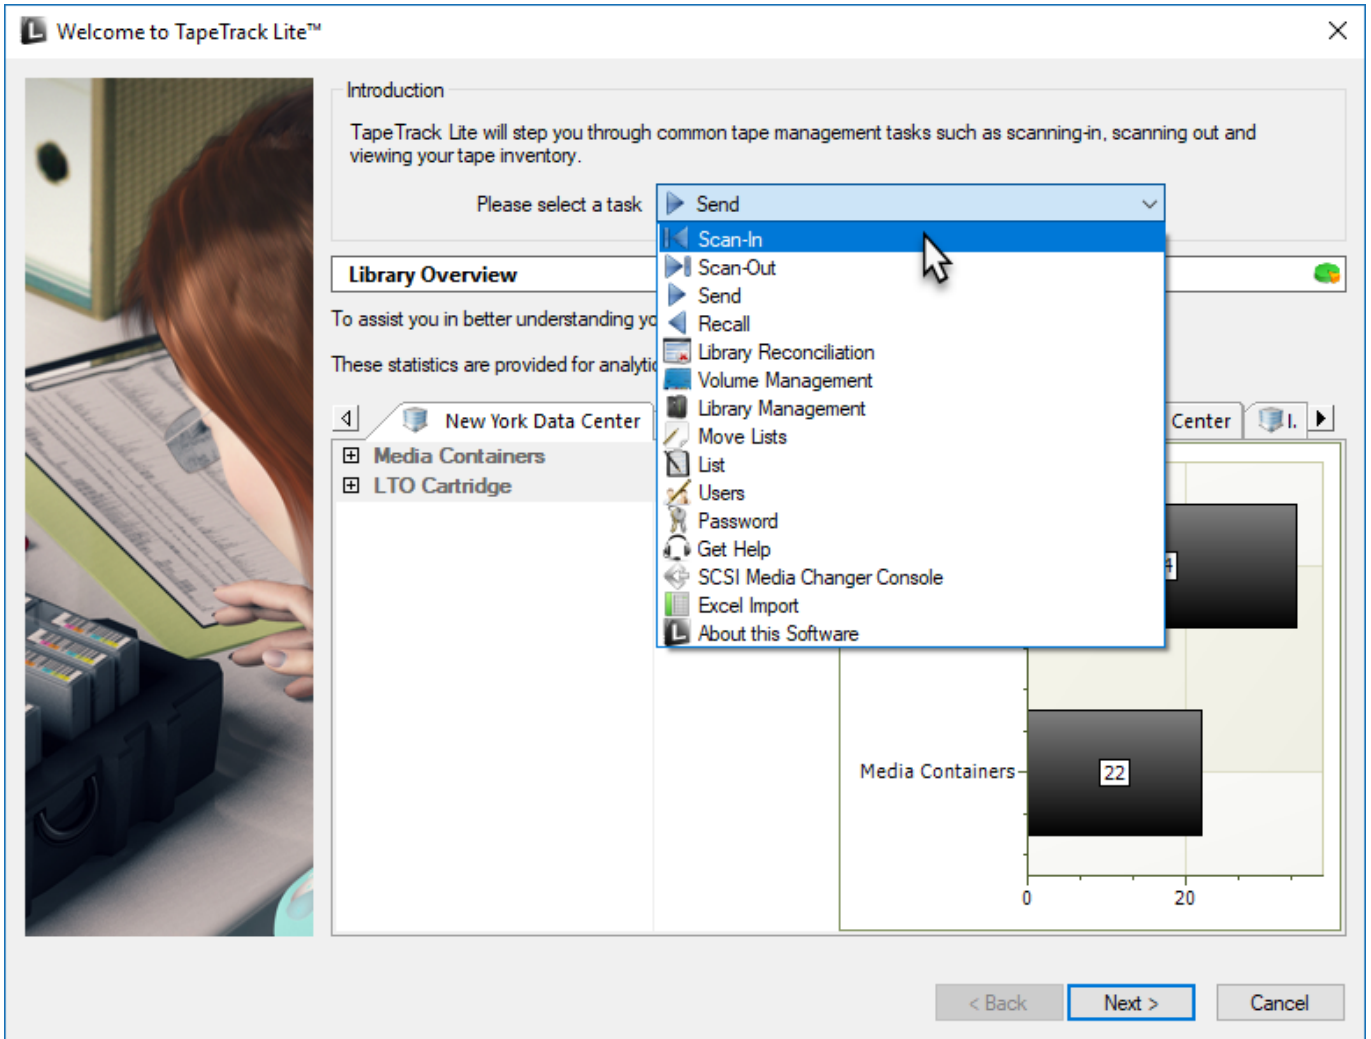 Welcome to TapeTrack Lite™
Introduction
TapeTrack Lite will step you through common tape management tasks such as scanning-in, scanning out and
viewing your tape inventory.
Please select a task
Send
Scan-In
Scan-Out
Send
Recall
Library Reconciliation
Volume Management
Library Management
Move Lists
List
Users
Password
Get Help
SCSI Media Changer Console
Excel Import
About this Software
Library Overview
To assist you in better understanding
These statistics are provided for
New York Data Center
Center
Media Containers
LTO Cartridge
4
Media Containers
22
0
20
< Back
Next >
Cancel